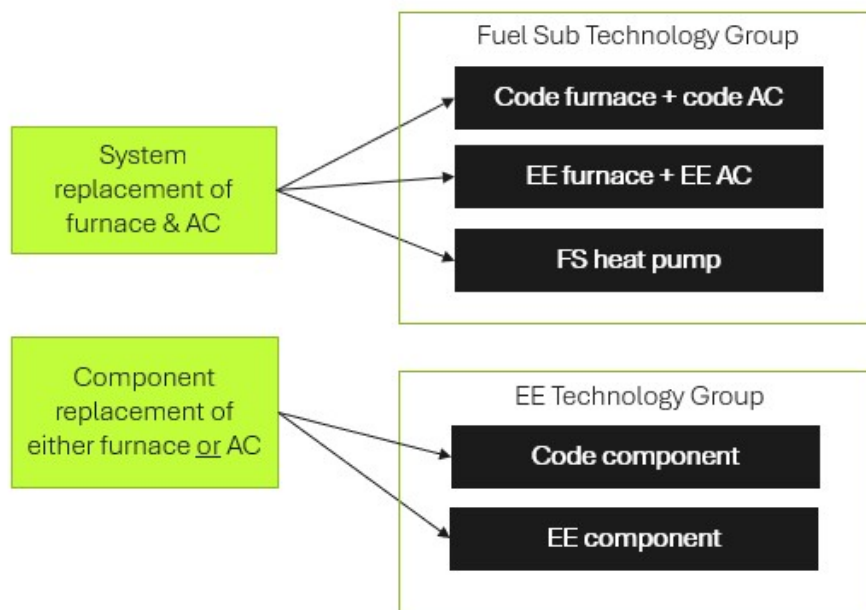 Fuel Sub Technology Group
Code furnace + code AC
System
replacement of
furnace & AC
EE furnace + EE AC
FS heat pump
Component
replacement of
either furnace or AC
EE Technology Group
Code component
EE component